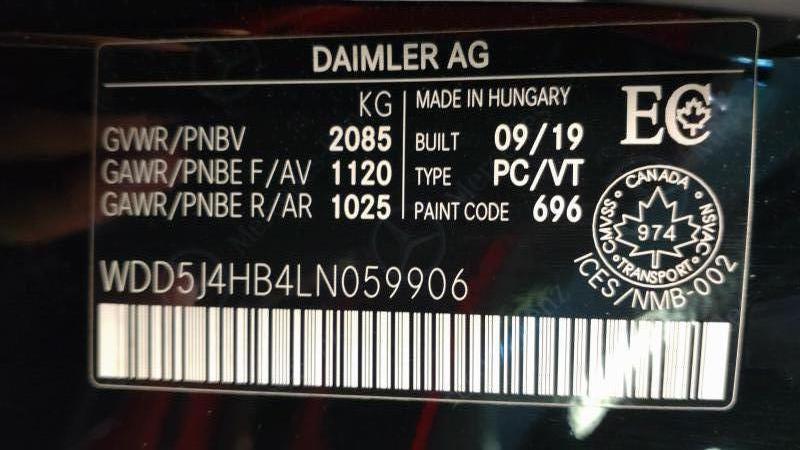 DAIMLER AG
KG
GVWR/PNBV 2085
GAWR/PNBE F/AV 1120
GAWR/PNBE R/AR 1025
MADE IN HUNGARY
BUILT 09/19
TYPE PC/VT
PAINT CODE 696
EC
CANADA
CMVSS
974
NSVAC
TRANSPORT
ICES/NMB-002
WDD5J4HB4LN059906